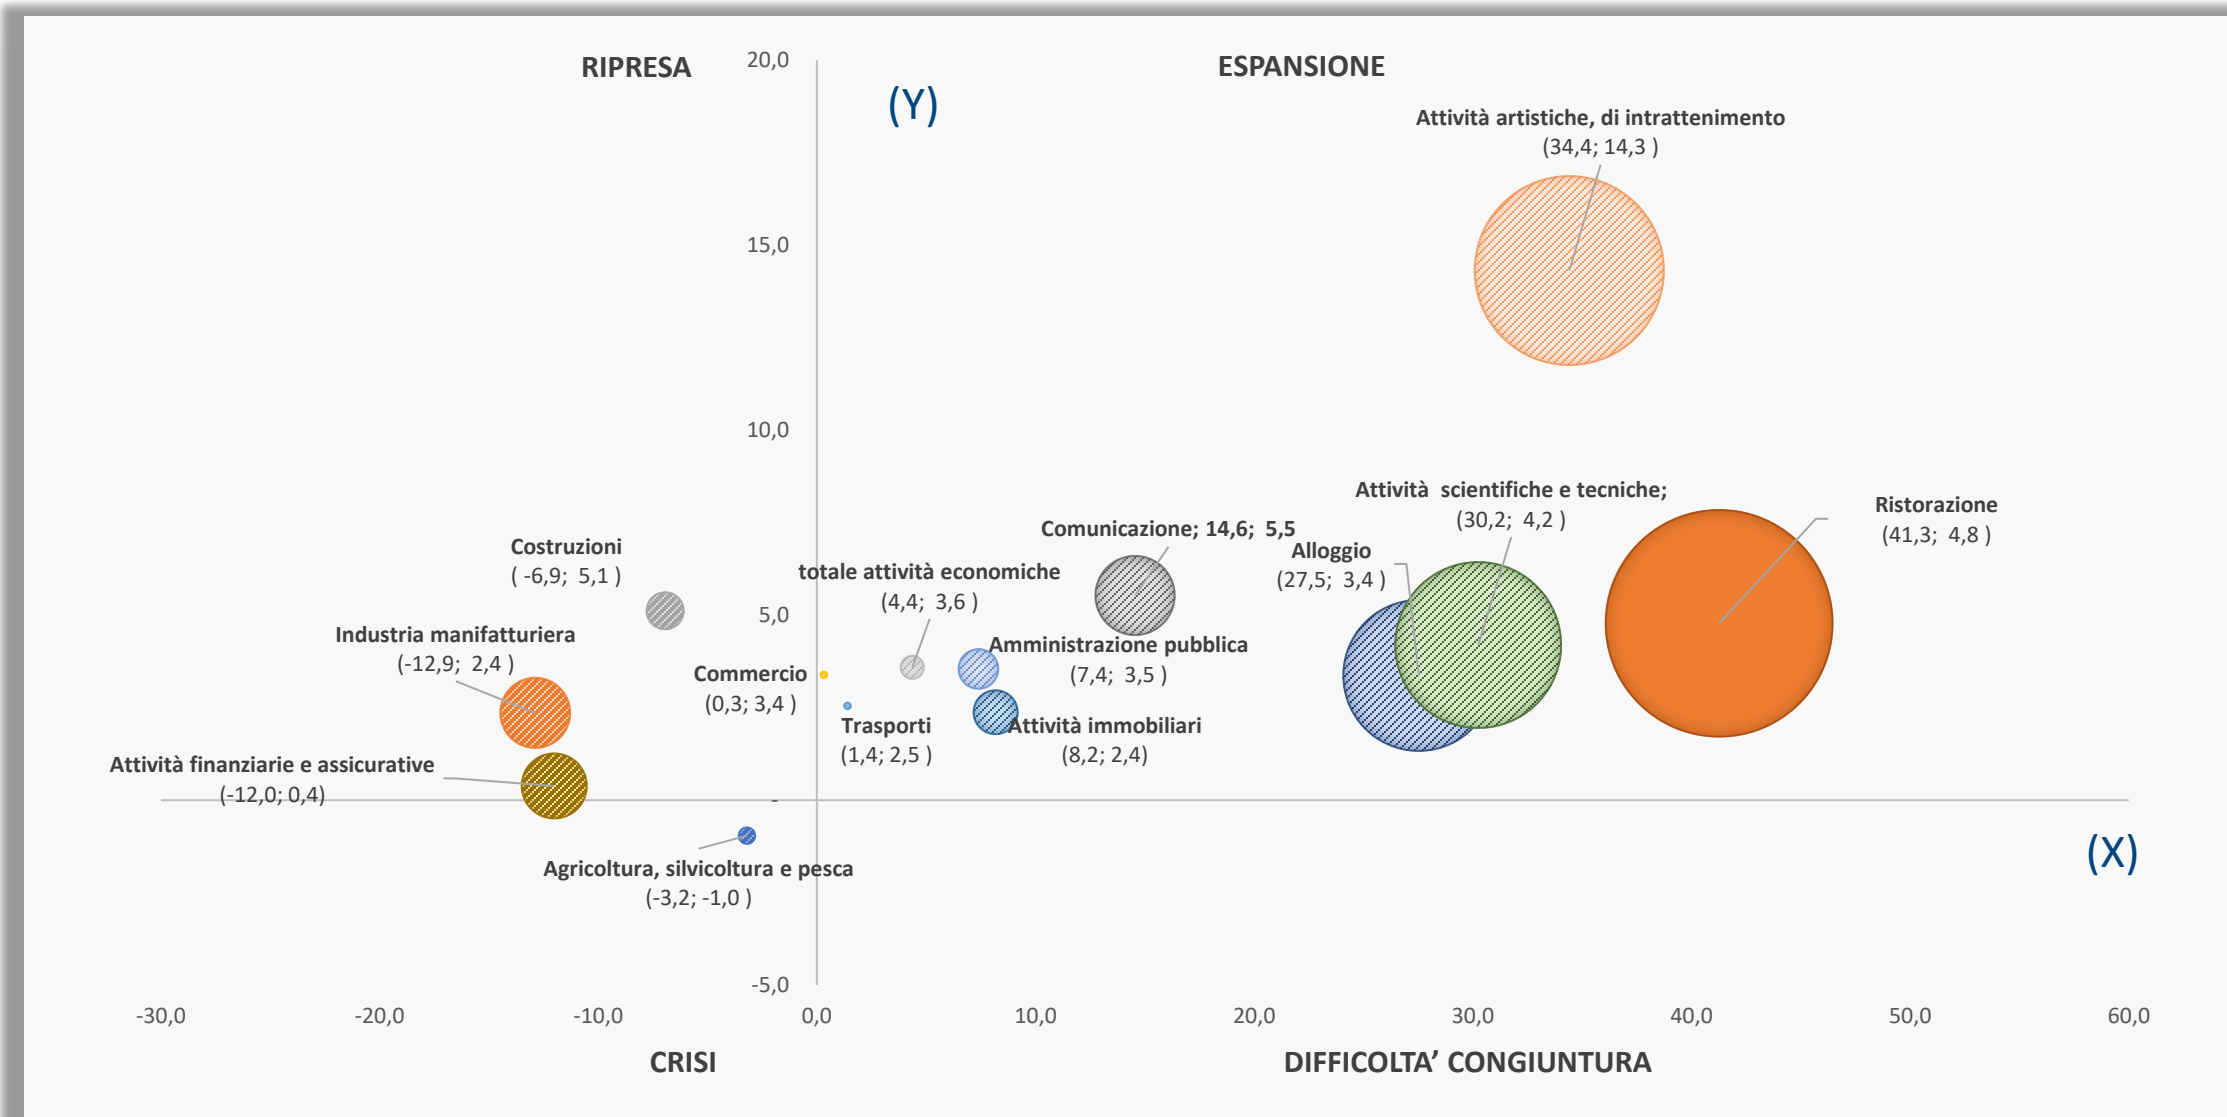 RIPRESA
ESPANSIONE
(Y)
20,0
15,0
10,0
5,0
-
-5,0
Attività artistiche, di intrattenimento
(34,4; 14,3 )
Attività  scientifiche e tecniche;
(30,2;  4,2 )
Ristorazione
(41,3;  4,8 )
Comunicazione; 14,6;  5,5
Alloggio
(27,5;  3,4 )
Costruzioni
( -6,9;  5,1 )
totale attività economiche
(4,4;  3,6 )
Industria manifatturiera
(-12,9;  2,4 )
Amministrazione pubblica
(7,4;  3,5 )
Commercio
(0,3; 3,4 )
Trasporti
(1,4; 2,5 )
Attività immobiliari
(8,2; 2,4)
Attività finanziarie e assicurative
(-12,0; 0,4)
(X)
Agricoltura, silvicoltura e pesca
(-3,2; -1,0 )
-30,0
-20,0
-10,0
0,0
10,0
20,0
30,0
40,0
50,0
60,0
CRISI
DIFFICOLTA’ CONGIUNTURA